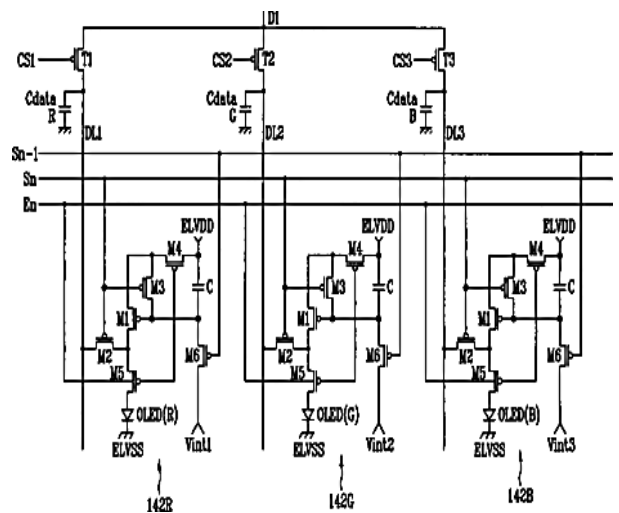 D1
CS1 T1 CS2 T2 CS3 T3
Cdata R Cdata G Cdata B
DL1 DL2 DL3
Sn-1
Sn
En
ELVDD ELVDD ELVDD
M4 M4 M4
M3 C M3 C M3 C
M1 M1 M1
M2 M6 M2 M6 M2 M6
M5 M5 M5
OLED(R) OLED(G) OLED(B)
ELVSS Vint1 ELVSS Vint2 ELVSS Vint3
142R 142G 142B